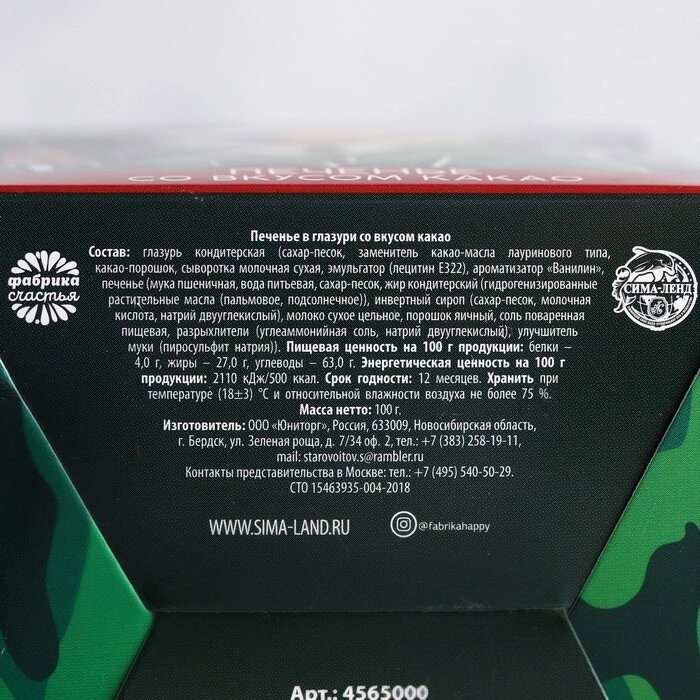 ПЕЧЕНЬЕ
СО ВКУСОМ КАКАО
Печенье в глазури со вкусом какао
Состав: глазурь кондитерская (сахар-песок, заменитель какао-масла лауринового типа,
какао-порошок, сыворотка молочная сухая, эмульгатор (лецитин Е322), ароматизатор «Ванилин»,
печенье (мука пшеничная, вода питьевая, сахар-песок, жир кондитерский (гидрогенизированные
растительные масла (пальмовое, подсолнечное)), инвертный сироп (сахар-песок, молочная
кислота, натрий двууглекислый), молоко сухое цельное, порошок яичный, соль поваренная
пищевая, разрыхлители (углеаммонийная соль, натрий двууглекислый), улучшитель
муки (пиросульфит натрия)). Пищевая ценность на 100 г продукции: белки –
4,0 г, жиры – 27,0 г, углеводы – 63,0 г. Энергетическая ценность на 100 г
продукции: 2110 кДж/500 ккал. Срок годности: 12 месяцев. Хранить при
температуре (18±3) °С и относительной влажности воздуха не более 75 %.
Масса нетто: 100 г.
Изготовитель: ООО «Юниторг», Россия, 633009, Новосибирская область,
г. Бердск, ул. Зеленая роща, д. 7/34 оф. 2, тел.: +7 (383) 258-19-11,
mail: starovoitov.s@rambler.ru
Контакты представительства в Москве: тел.: +7 (495) 540-50-29.
СТО 15463935-004-2018
фабрика
счастья
СИМА-ЛЕНД
WWW.SIMA-LAND.RU
@fabrikahappy
Арт.: 4565000